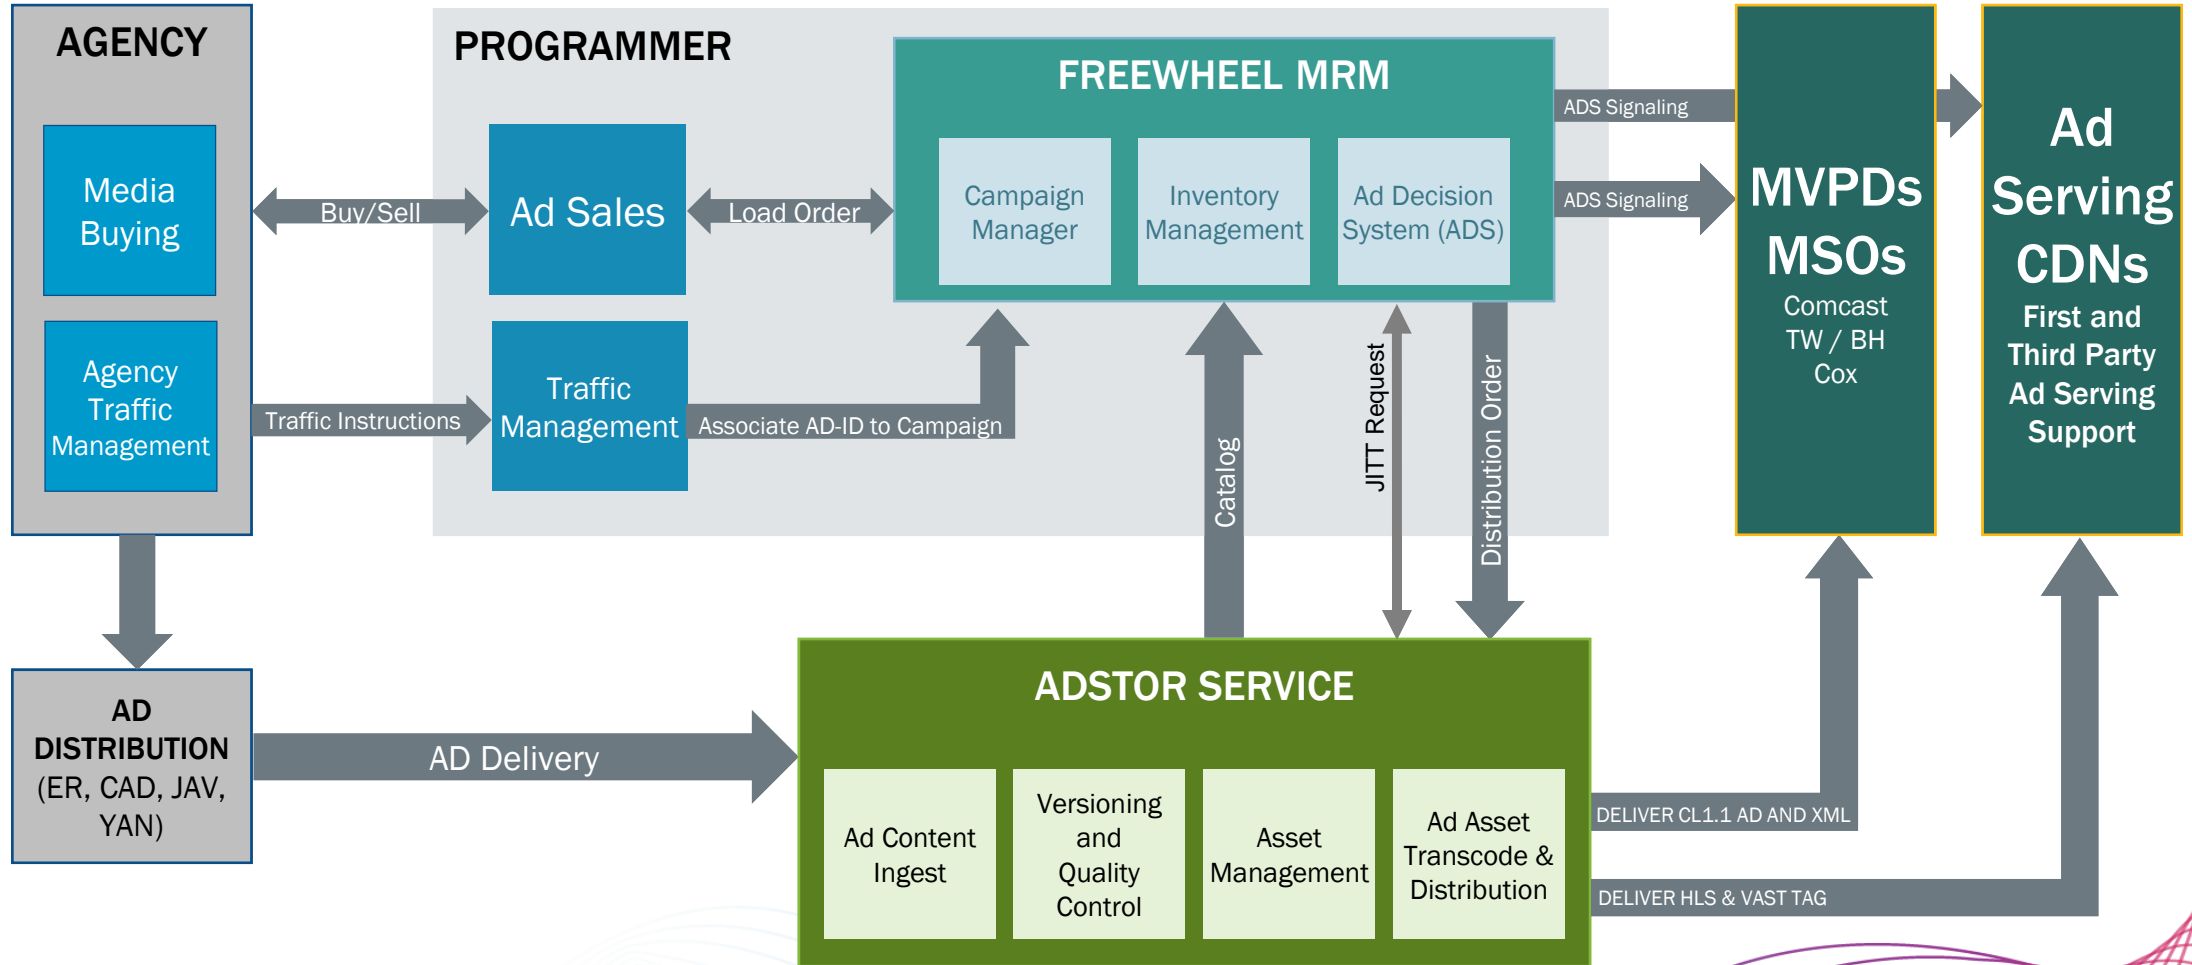 AGENCY
Media
Buying
Agency
Traffic
Management
PROGRAMMER
Buy/Sell
Ad Sales
Load Order
Traffic Instructions
Traffic
Management
Associate AD-ID to Campaign
FREEWHEEL MRM
Campaign
Manager
Inventory
Management
Ad Decision
System (ADS)
ADS Signaling
ADS Signaling
MVPDs
MSOs
Comcast
TW / BH
Cox
Ad
Serving
CDNs
First and
Third Party
Ad Serving
Support
Catalog
JITT Request
Distribution Order
AD
DISTRIBUTION
(ER, CAD, JAV,
YAN)
AD Delivery
ADSTOR SERVICE
Ad Content
Ingest
Versioning
and
Quality
Control
Asset
Management
Ad Asset
Transcode &
Distribution
DELIVER CL1.1 AD AND XML
DELIVER HLS & VAST TAG